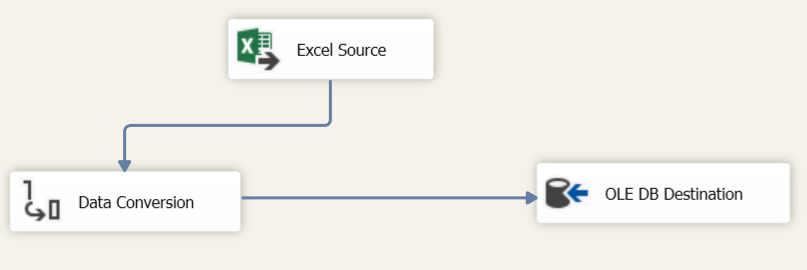 Excel Source
Data Conversion
OLE DB Destination